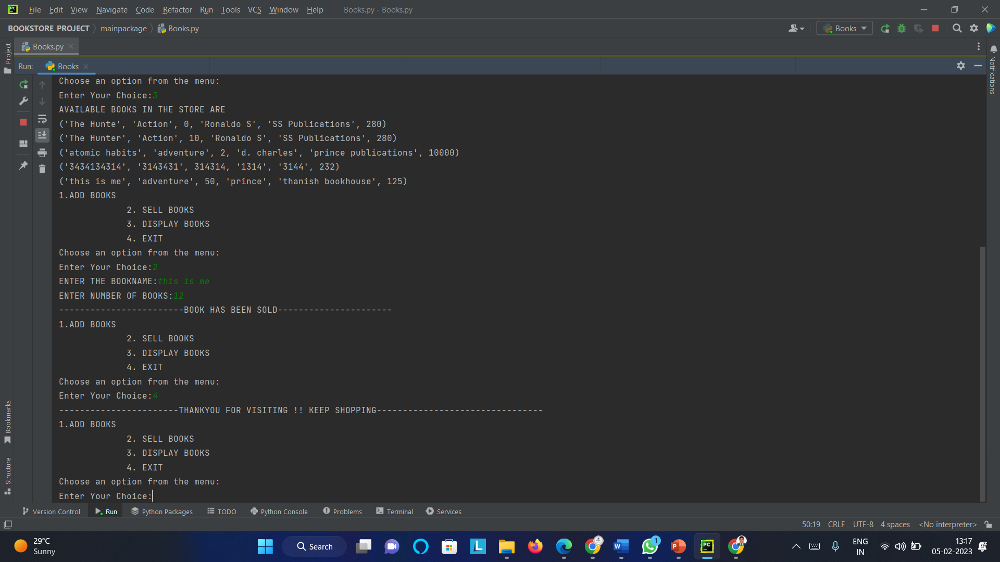 File Edit View Navigate Code Refactor Run Tools VCS Window Help Books.py - Books.py
BOOKSTORE_PROJECT mainpackage Books.py
Books
Project
Books.py
Notifications
Run: Books
Choose an option from the menu:
Enter Your Choice:3
AVAILABLE BOOKS IN THE STORE ARE
('The Hunte', 'Action', 0, 'Ronaldo S', 'SS Publications', 280)
('The Hunter', 'Action', 10, 'Ronaldo S', 'SS Publications', 280)
('atomic habits', 'adventure', 2, 'd. charles', 'prince publications', 10000)
('3434134314', '3143431', 314314, '1314', '3144', 232)
('this is me', 'adventure', 50, 'prince', 'thanish bookhouse', 125)
1.ADD BOOKS
2. SELL BOOKS
3. DISPLAY BOOKS
4. EXIT
Choose an option from the menu:
Enter Your Choice:2
ENTER THE BOOKNAME:this is me
ENTER NUMBER OF BOOKS:12
------------------------BOOK HAS BEEN SOLD----------------------
1.ADD BOOKS
2. SELL BOOKS
3. DISPLAY BOOKS
4. EXIT
Choose an option from the menu:
Enter Your Choice:4
-----------------------THANKYOU FOR VISITING !! KEEP SHOPPING--------------------------------
1.ADD BOOKS
2. SELL BOOKS
3. DISPLAY BOOKS
4. EXIT
Choose an option from the menu:
Enter Your Choice:
Bookmarks
Structure
Version Control Run Python Packages TODO Python Console Problems Terminal Services
50:19 CRLF UTF-8 4 spaces <No interpreter>
29°C
Sunny
Search
1
ENG
IN
13:17
05-02-2023